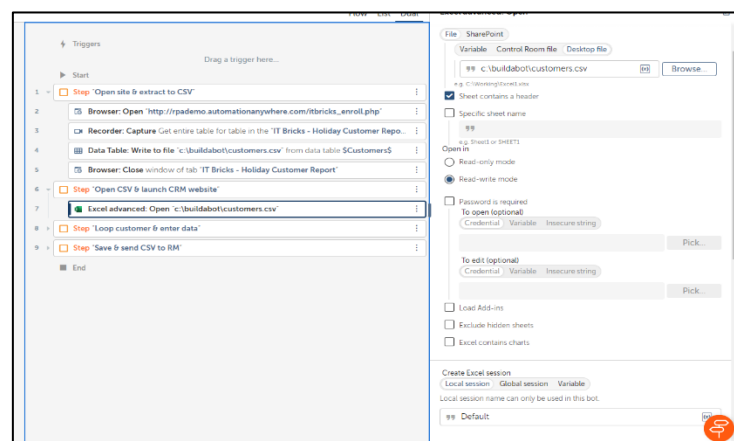 Flow List Dual
Triggers
Drag a trigger here...
Start
1 Step "Open site & extract to CSV"
2 Browser: Open "http://rpademo.automationanywhere.com/itbricks_enroll.php"
3 Recorder: Capture Get entire table for table in the "IT Bricks - Holiday Customer Repo...
4 Data Table: Write to file "c:\buildabot\customers.csv" from data table $Customers$
5 Browser: Close window of tab "IT Bricks - Holiday Customer Report"
6 Step "Open CSV & launch CRM website"
7 Excel advanced: Open "c:\buildabot\customers.csv"
8 Step "Loop customer & enter data"
9 Step "Save & send CSV to RM"
End
Excel advanced: Open
File SharePoint
Variable Control Room file Desktop file
c:\buildabot\customers.csv Browse...
e.g. C:\Working\Excel1.xlsx
Sheet contains a header
Specific sheet name
e.g. Sheet1 or SHEET1
Open in
Read-only mode
Read-write mode
Password is required
To open (optional)
Credential Variable Insecure string
Pick...
To edit (optional)
Credential Variable Insecure string
Pick...
Load Add-ins
Exclude hidden sheets
Excel contains charts
Create Excel session
Local session Global session Variable
Local session name can only be used in this bot.
Default